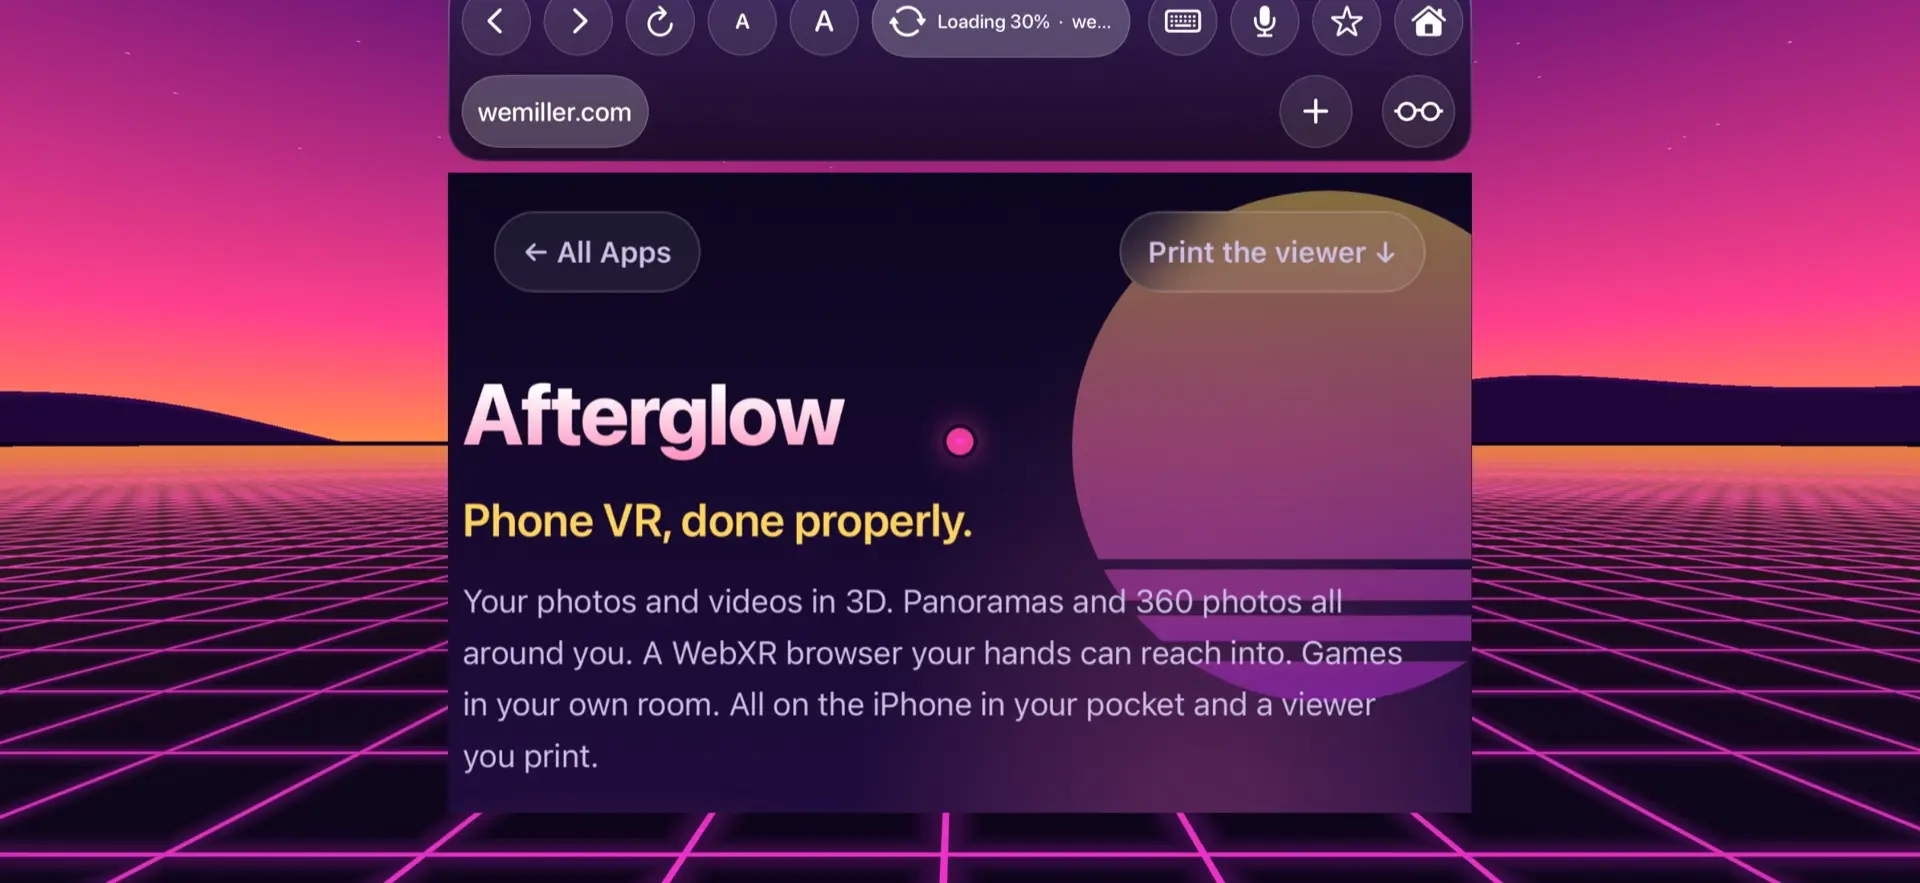 A A Loading 30% · we...
wemiller.com
← All Apps Print the viewer ↓
Afterglow
Phone VR, done properly.
Your photos and videos in 3D. Panoramas and 360 photos all
around you. A WebXR browser your hands can reach into. Games
in your own room. All on the iPhone in your pocket and a viewer
you print.